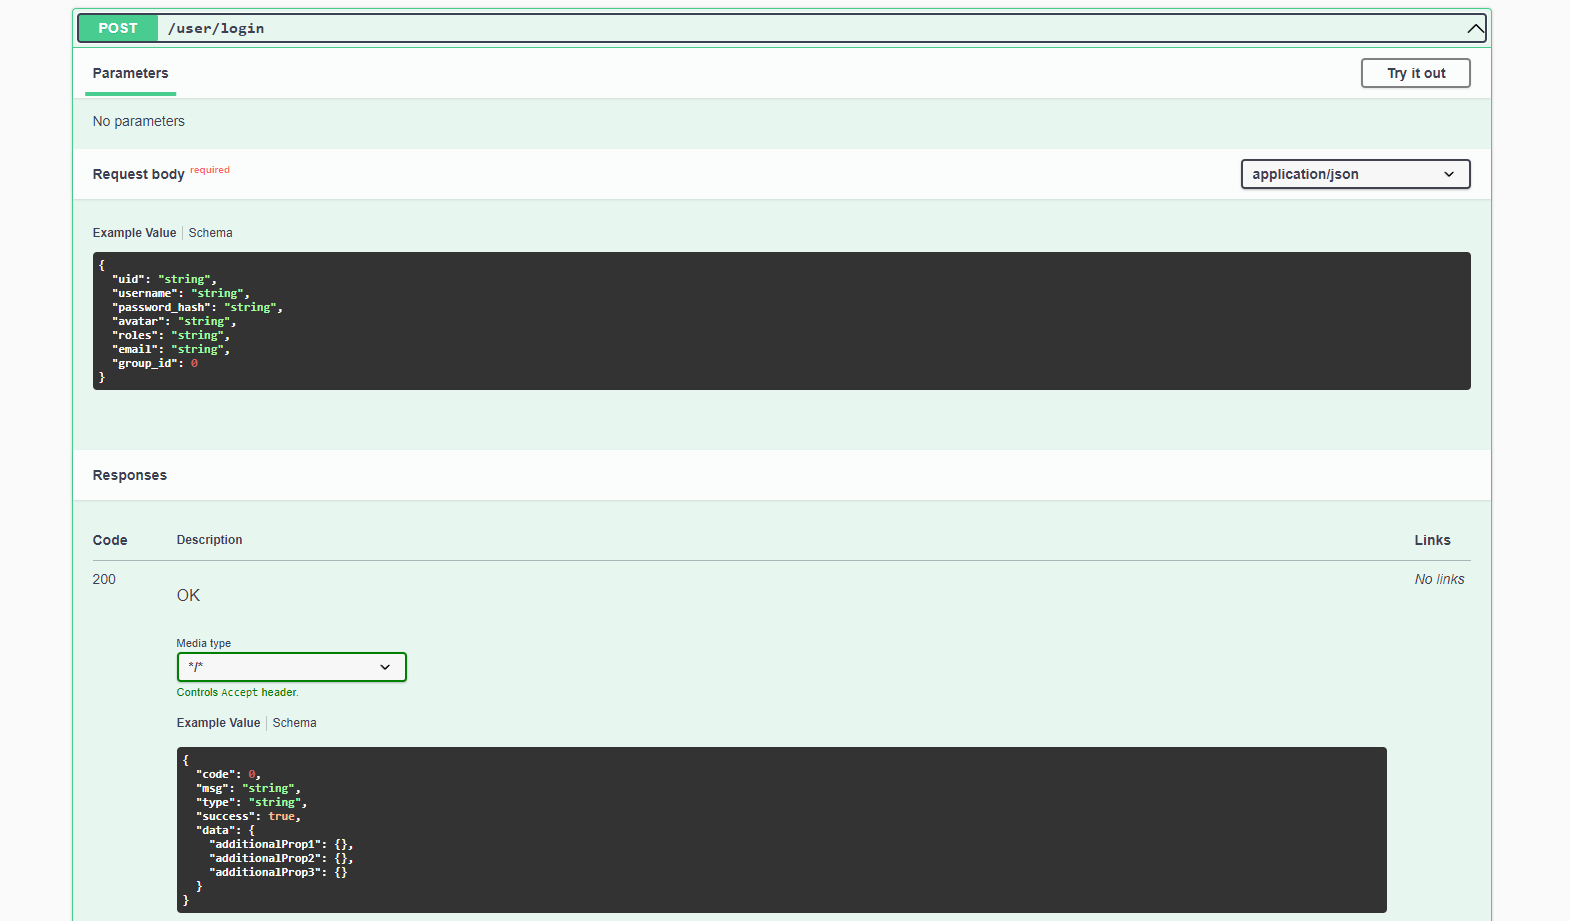 POST /user/login
Parameters
Try it out
No parameters
Request body required
application/json
Example Value Schema
{
  "uid": "string",
  "username": "string",
  "password_hash": "string",
  "avatar": "string",
  "roles": "string",
  "email": "string",
  "group_id": 0
}
Responses
Code Description Links
200
OK
No links
Media type
*/*
Controls Accept header.
Example Value Schema
{
  "code": 0,
  "msg": "string",
  "type": "string",
  "success": true,
  "data": {
    "additionalProp1": {},
    "additionalProp2": {},
    "additionalProp3": {}
  }
}